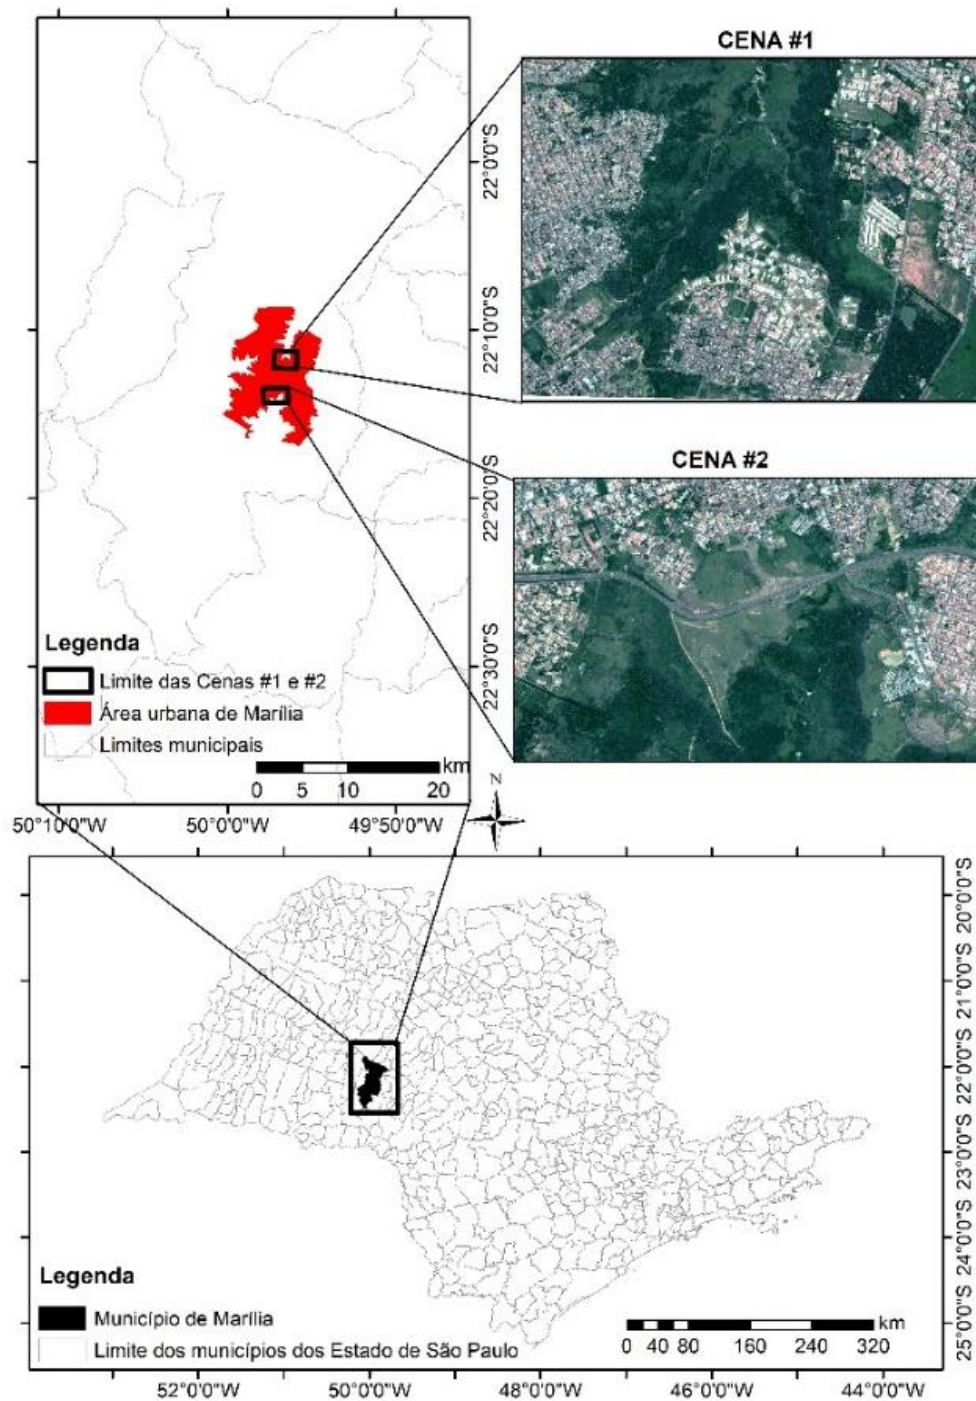 CENA #1
22°0'0"S
22°10'0"S
22°20'0"S
22°30'0"S
CENA #2
Legenda
Limite das Cenas #1 e #2
Área urbana de Marília
Limites municipais
km
0 5 10 20
N
50°10'0"W 50°0'0"W 49°50'0"W
20°0'0"S
21°0'0"S
22°0'0"S
23°0'0"S
24°0'0"S
25°0'0"S
Legenda
Município de Marília
Limite dos municípios dos Estado de São Paulo
km
0 40 80 160 240 320
52°0'0"W 50°0'0"W 48°0'0"W 46°0'0"W 44°0'0"W